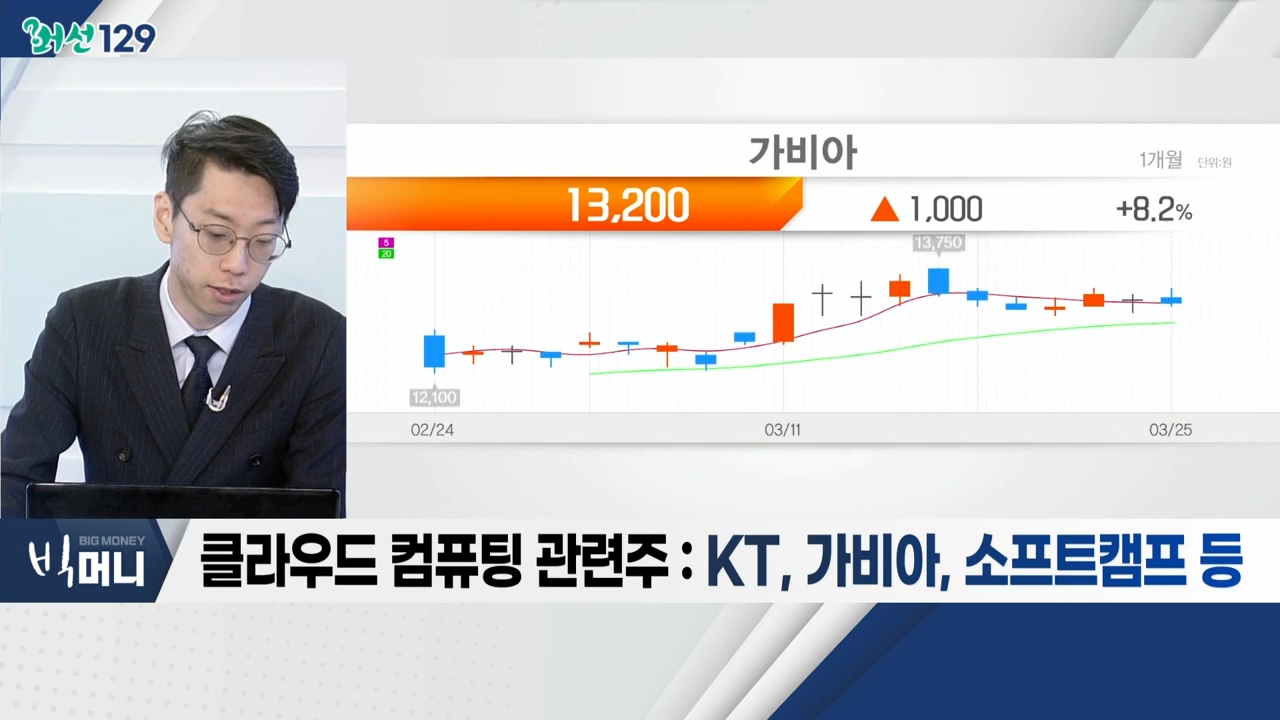 머선129
가비아
1개월 단위:원
13,200 ▲ 1,000 +8.2%
5
20
13,750
12,100
02/24 03/11 03/25
BIG MONEY
빅머니
클라우드 컴퓨팅 관련주 : KT, 가비아, 소프트캠프 등